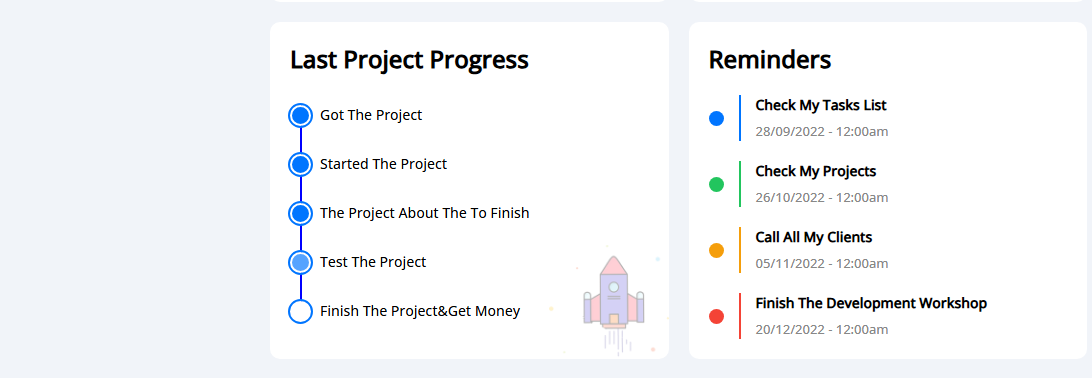 Last Project Progress
Got The Project
Started The Project
The Project About The To Finish
Test The Project
Finish The Project&Get Money
Reminders
Check My Tasks List
28/09/2022 - 12:00am
Check My Projects
26/10/2022 - 12:00am
Call All My Clients
05/11/2022 - 12:00am
Finish The Development Workshop
20/12/2022 - 12:00am